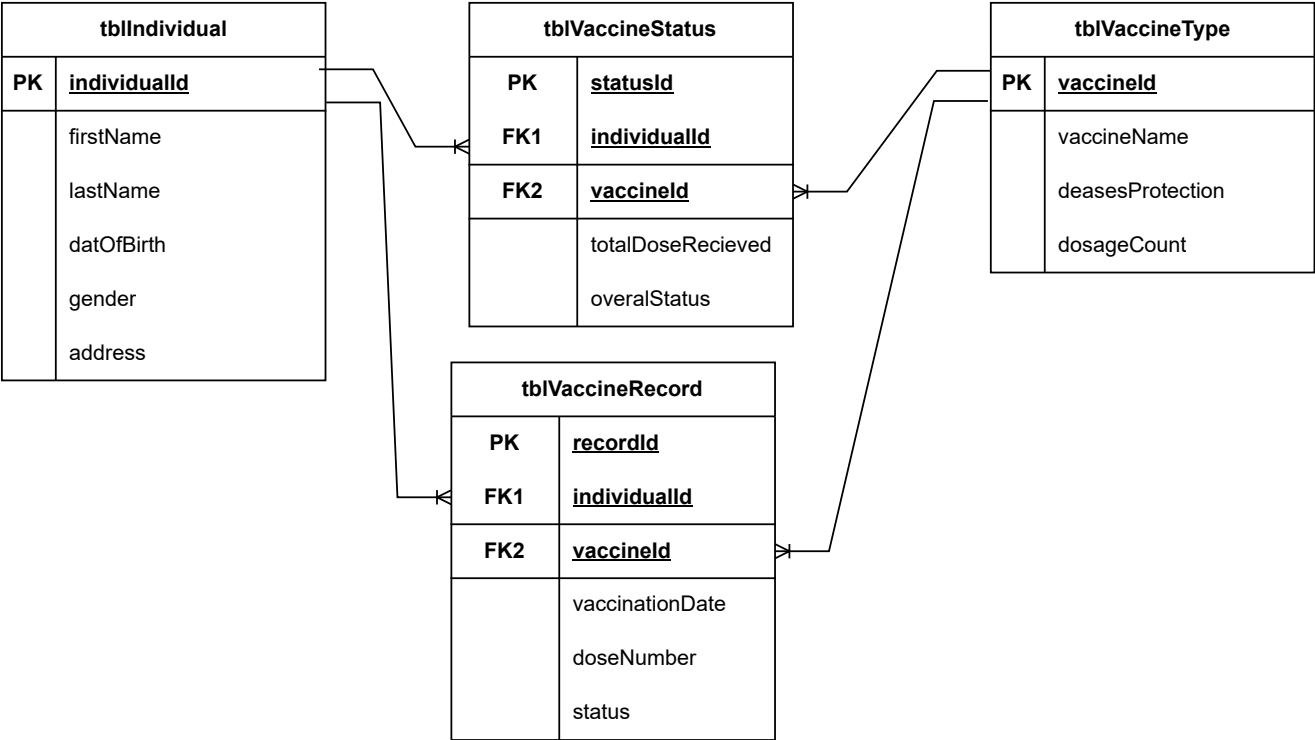 tblIndividual
PK individualId
firstName
lastName
datOfBirth
gender
address
tblVaccineStatus
PK statusId
FK1 individualId
FK2 vaccineId
totalDoseRecieved
overalStatus
tblVaccineType
PK vaccineId
vaccineName
deasesProtection
dosageCount
tblVaccineRecord
PK recordId
FK1 individualId
FK2 vaccineId
vaccinationDate
doseNumber
status